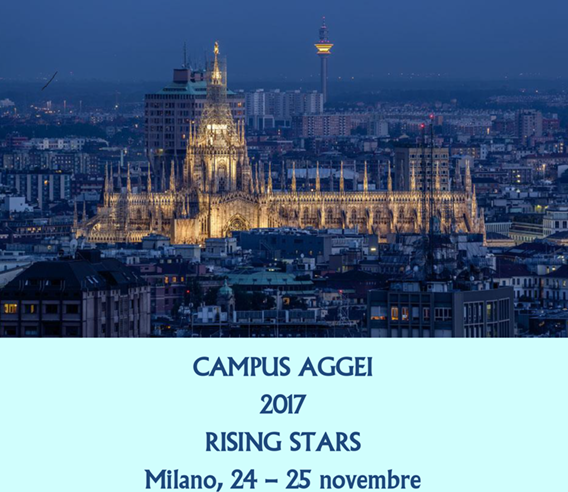 CAMPUS AGGEI
2017
RISING STARS
Milano, 24 – 25 novembre